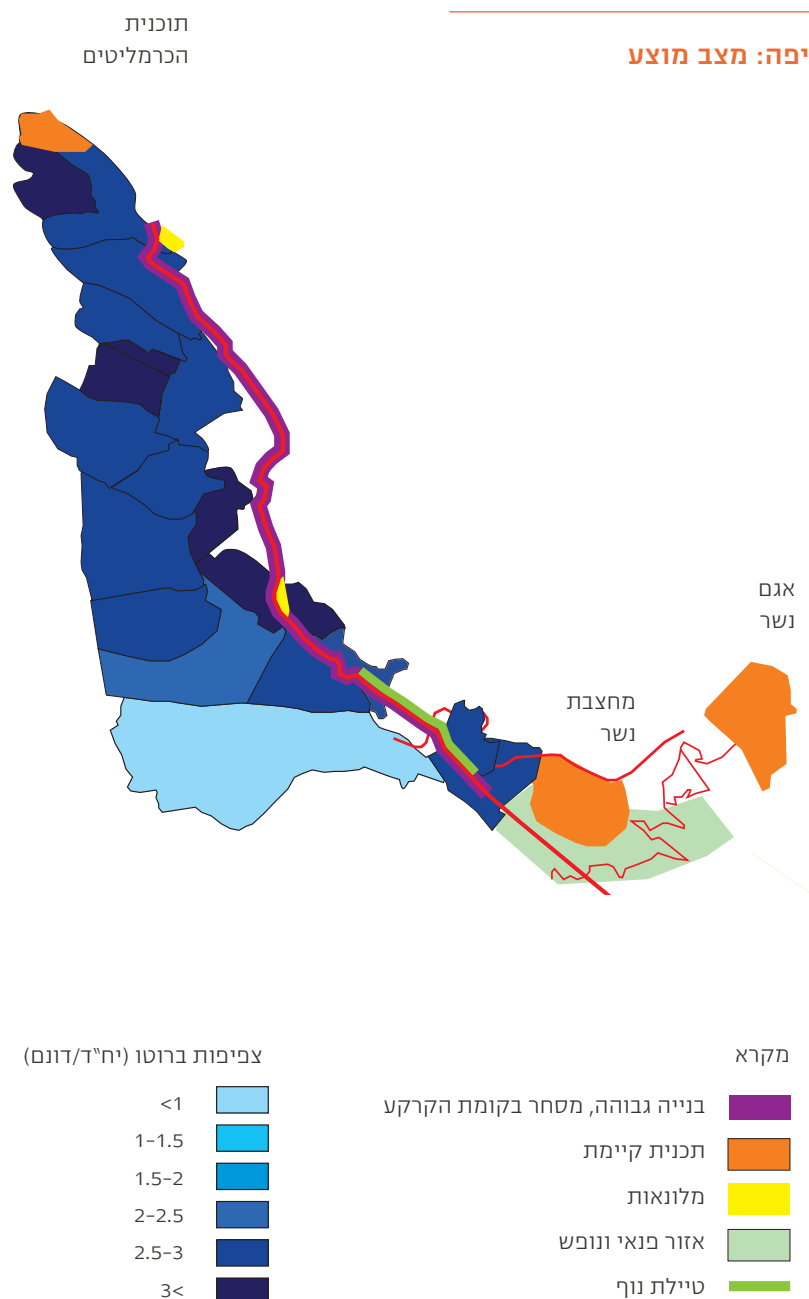 תוכנית
הכרמליטים
יפה: מצב מוצע
אגם
נשר
מחצבת
נשר
מקרא
בנייה גבוהה, מסחר בקומת הקרקע
תכנית קיימת
מלונאות
אזור פנאי ונופש
טיילת נוף
צפיפות ברוטו (יח"ד/דונם)
<1
1-1.5
1.5-2
2-2.5
2.5-3
3<